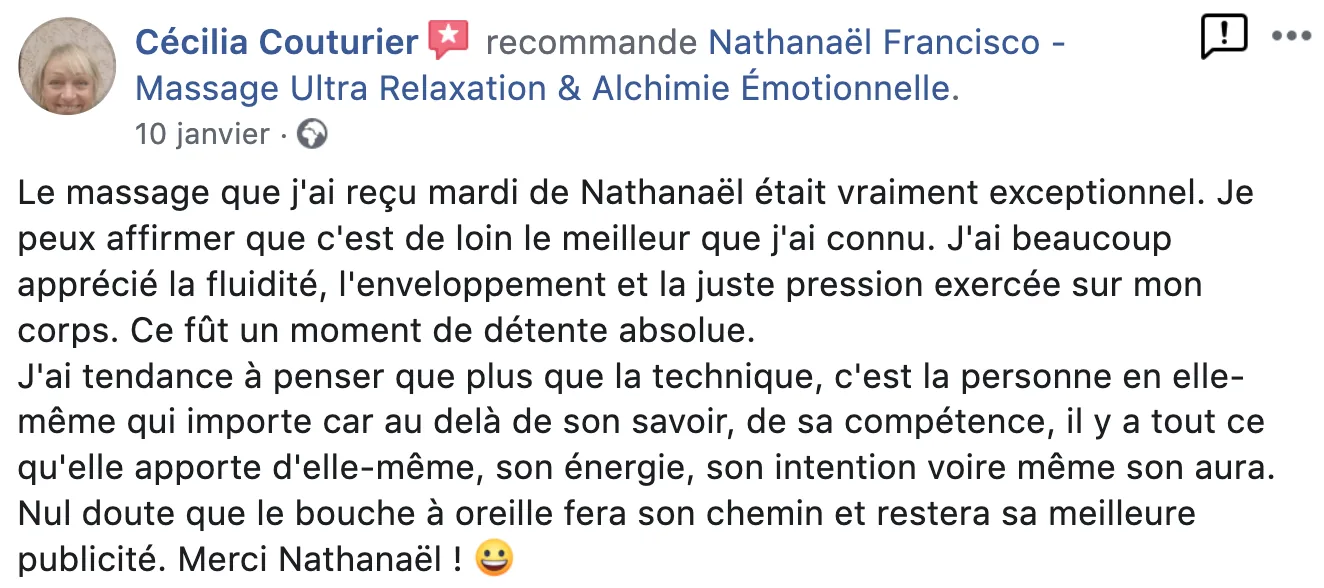 Cécilia Couturier recommande Nathanaël Francisco -
Massage Ultra Relaxation & Alchimie Émotionnelle.
10 janvier ·
Le massage que j'ai reçu mardi de Nathanaël était vraiment exceptionnel. Je
peux affirmer que c'est de loin le meilleur que j'ai connu. J'ai beaucoup
apprécié la fluidité, l'enveloppement et la juste pression exercée sur mon
corps. Ce fût un moment de détente absolue.
J'ai tendance à penser que plus que la technique, c'est la personne en elle-
même qui importe car au delà de son savoir, de sa compétence, il y a tout ce
qu'elle apporte d'elle-même, son énergie, son intention voire même son aura.
Nul doute que le bouche à oreille fera son chemin et restera sa meilleure
publicité. Merci Nathanaël ! 😀